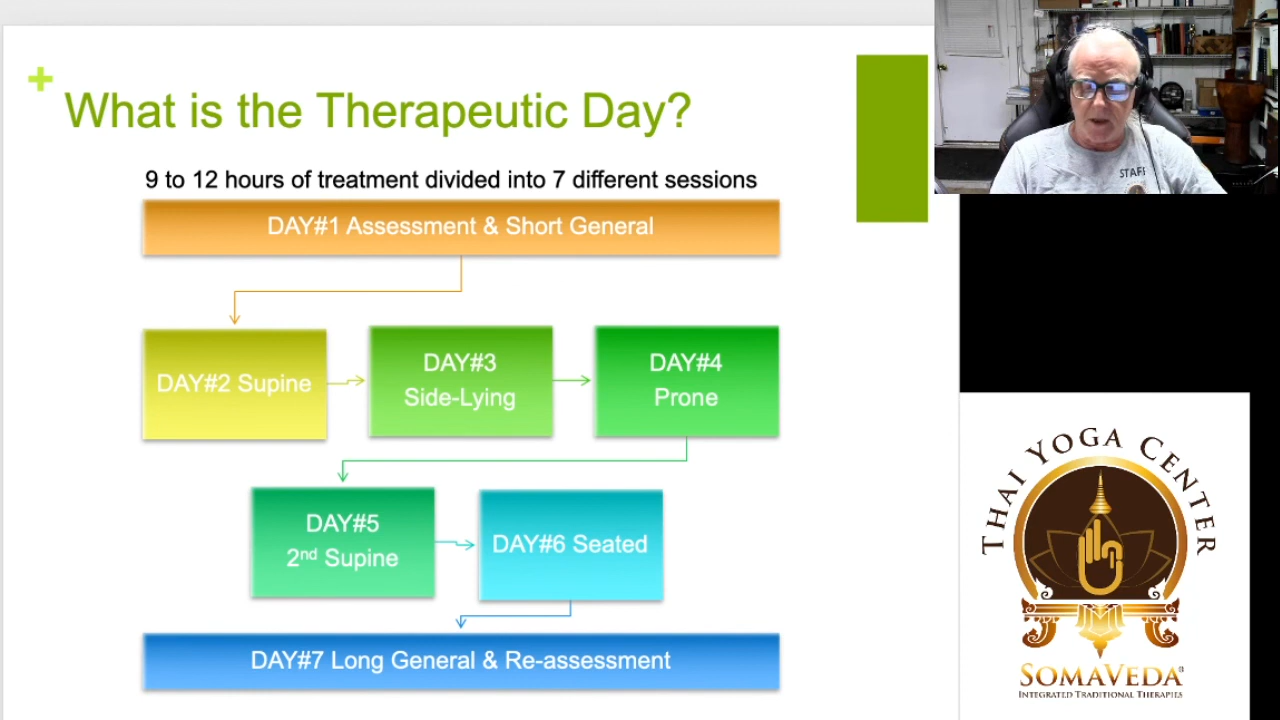 +
What is the Therapeutic Day?
9 to 12 hours of treatment divided into 7 different sessions
DAY#1 Assessment & Short General
DAY#2 Supine
DAY#3
Side-Lying
DAY#4
Prone
DAY#5
2nd Supine
DAY#6 Seated
DAY#7 Long General & Re-assessment
STAFF
THAI YOGA CENTER
SOMAVEDA®
INTEGRATED TRADITIONAL THERAPIES